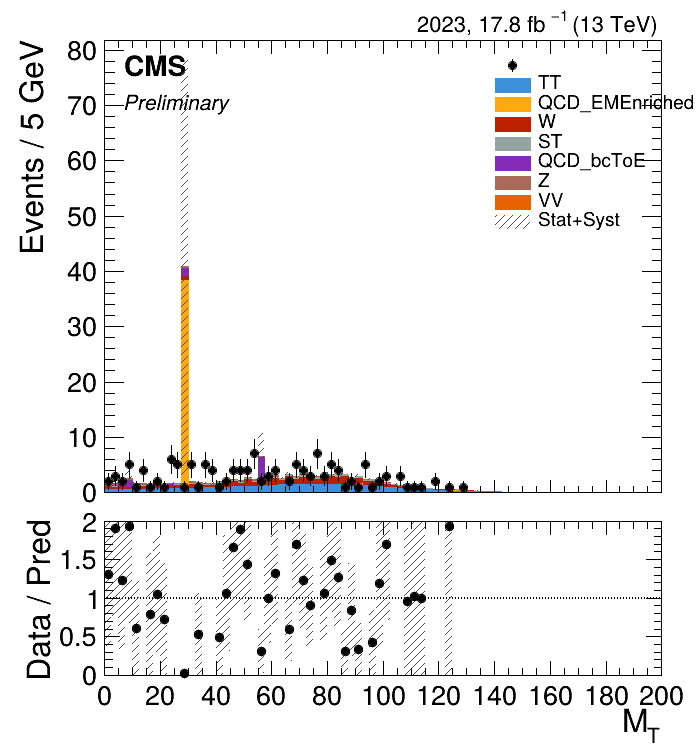 2023, 17.8 fb⁻¹ (13 TeV)
CMS
Preliminary
Events / 5 GeV
80
70
60
50
40
30
20
10
0
TT
QCD_EMEnriched
W
ST
QCD_bcToE
Z
VV
Stat+Syst
Data / Pred
2
1.5
1
0.5
0
0 20 40 60 80 100 120 140 160 180 200
M_T